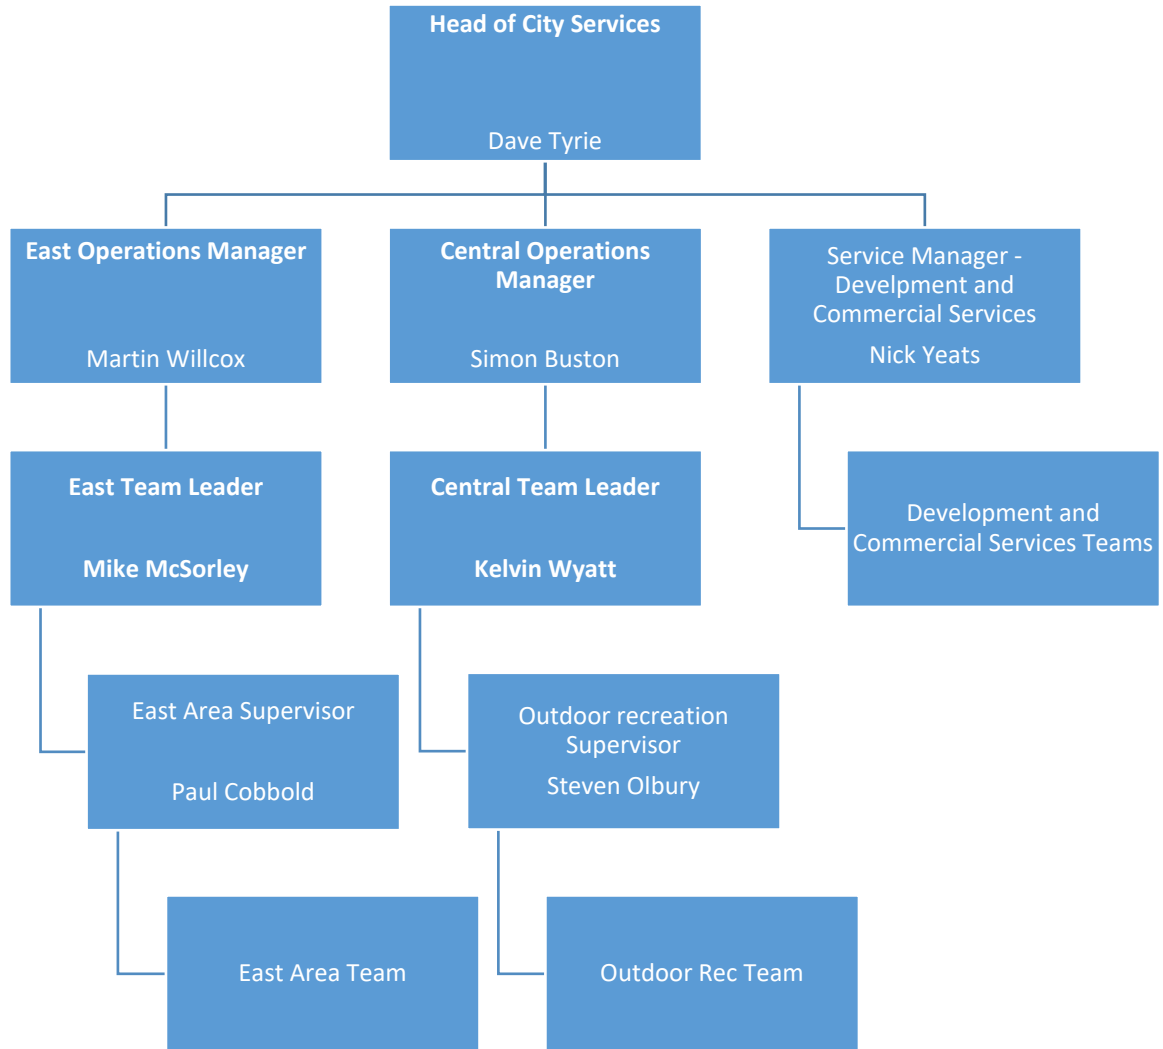 Head of City Services
Dave Tyrie
East Operations Manager
Martin Willcox
Central Operations
Manager
Simon Buston
Service Manager -
Develpment and
Commercial Services
Nick Yeats
East Team Leader
Mike McSorley
Central Team Leader
Kelvin Wyatt
Development and
Commercial Services Teams
East Area Supervisor
Paul Cobbold
Outdoor recreation
Supervisor
Steven Olbury
East Area Team
Outdoor Rec Team